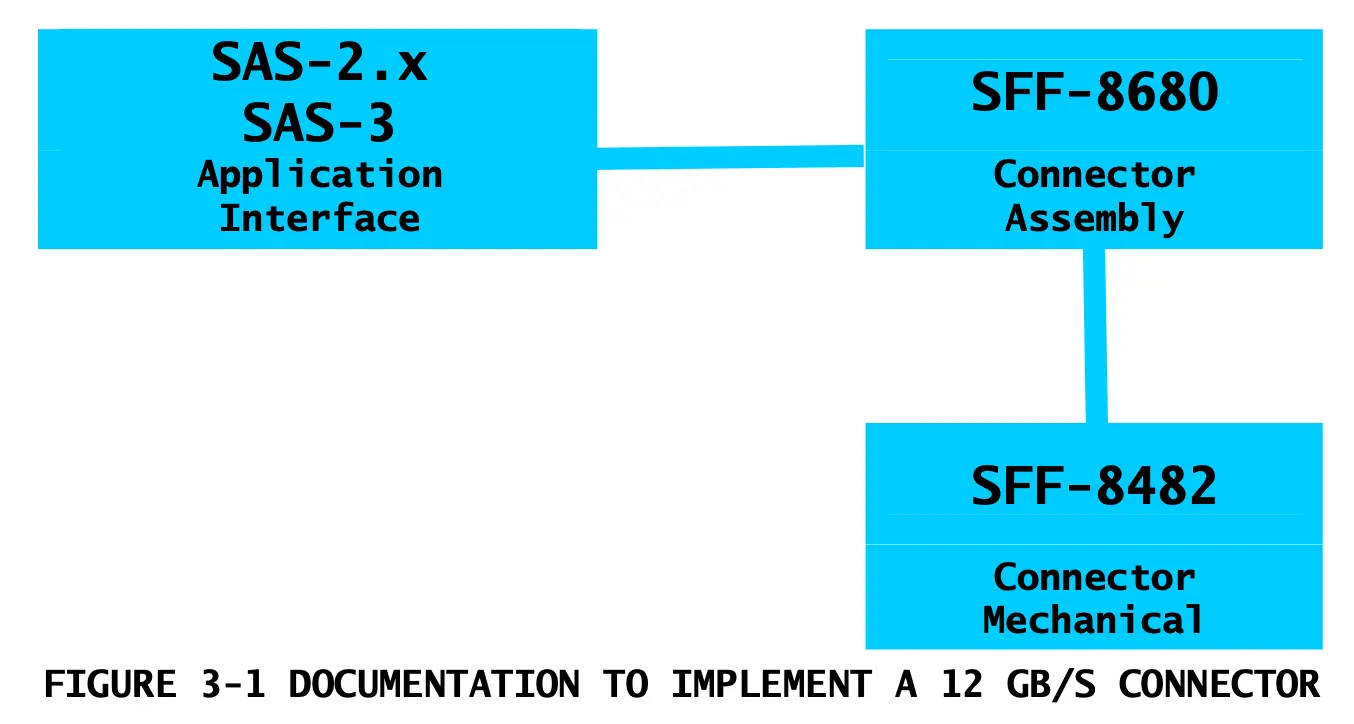 SAS-2.x
SAS-3
Application
Interface
SFF-8680
Connector
Assembly
SFF-8482
Connector
Mechanical
FIGURE 3-1 DOCUMENTATION TO IMPLEMENT A 12 GB/S CONNECTOR